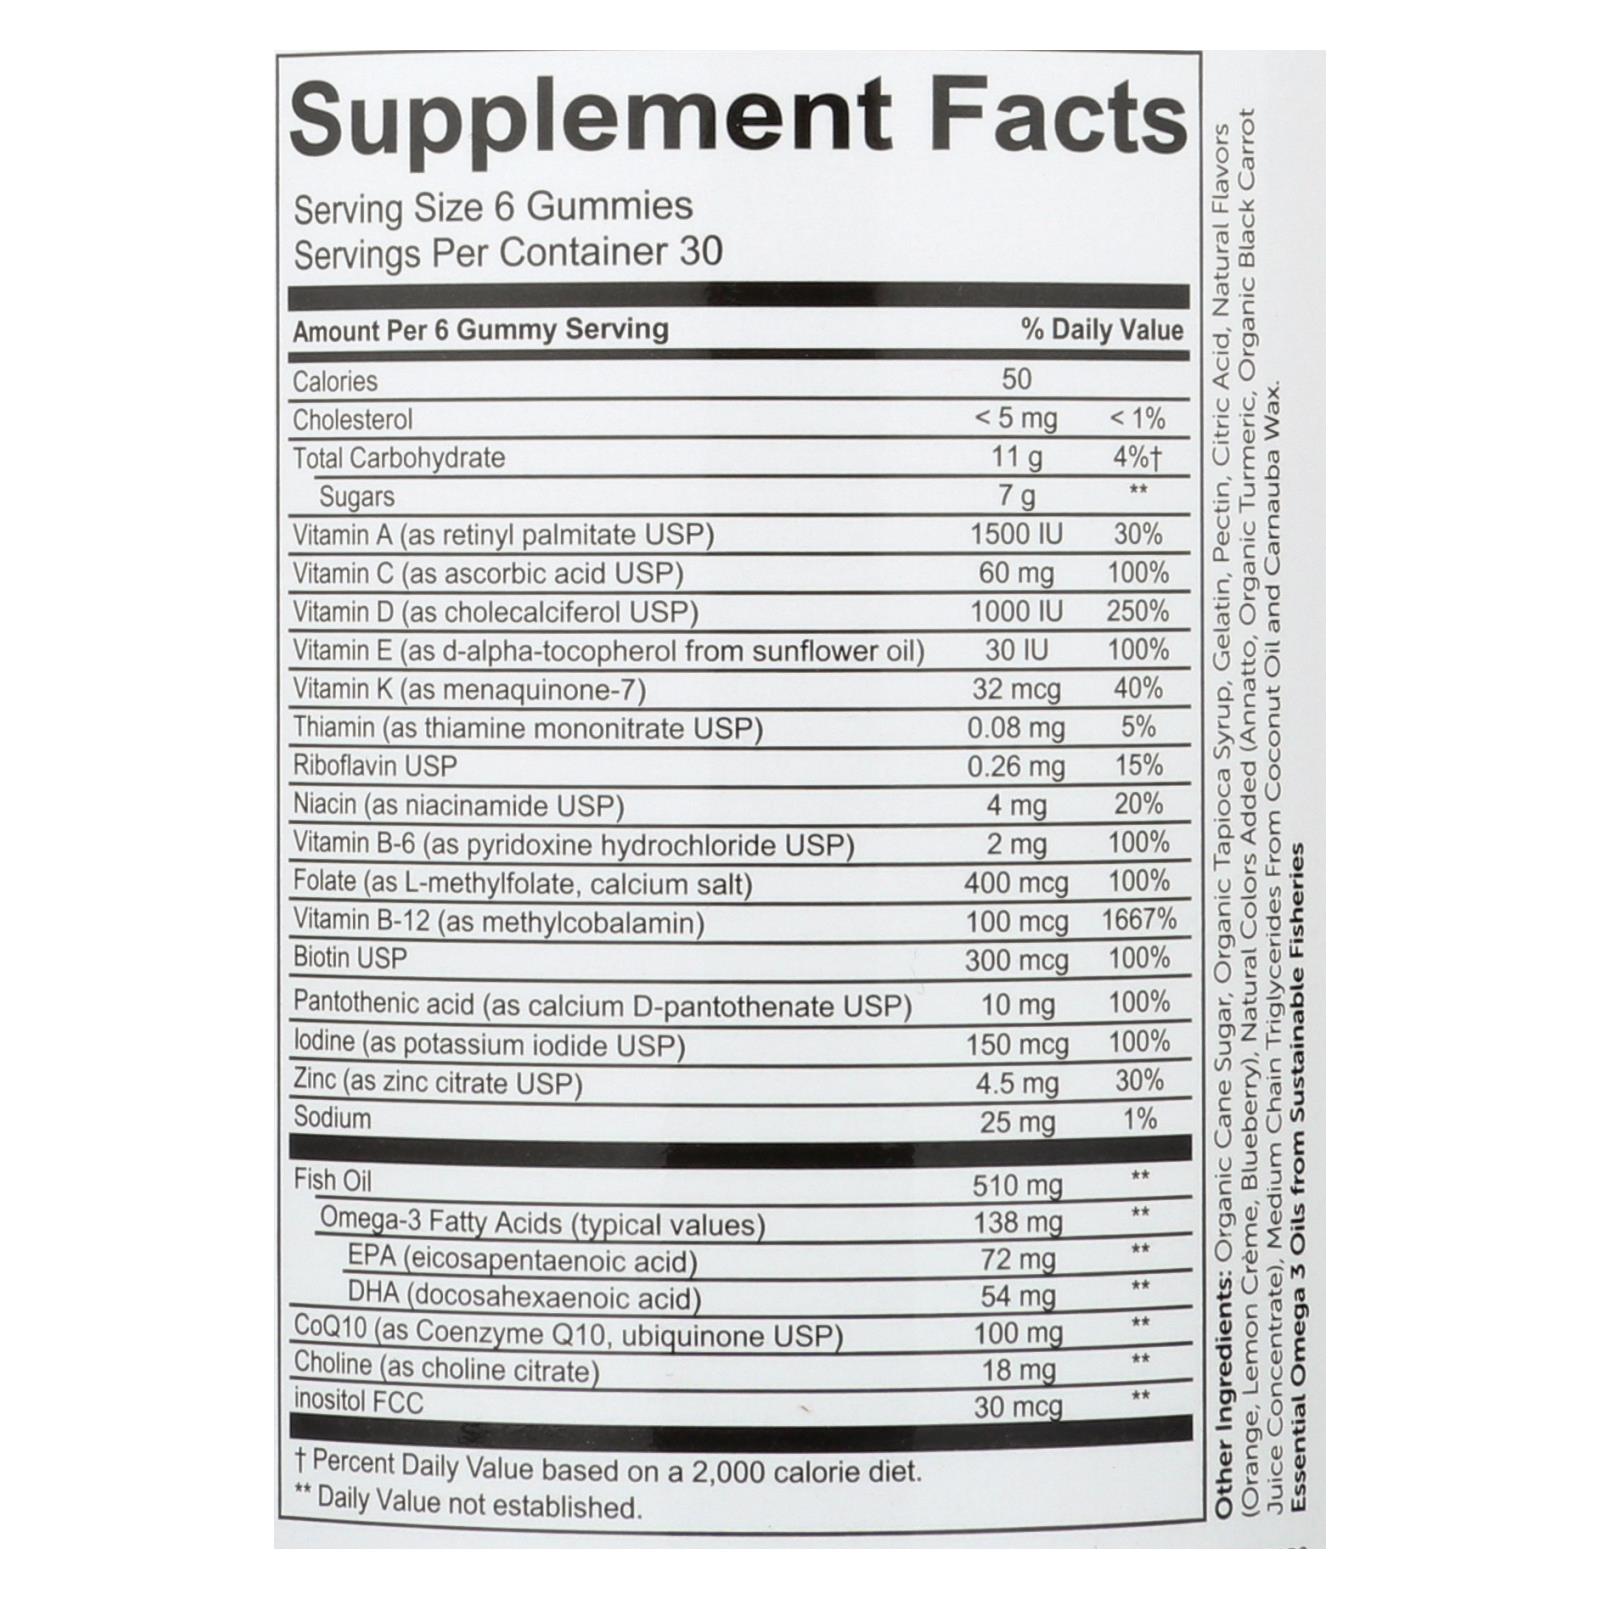 Supplement Facts
Serving Size 6 Gummies
Servings Per Container 30
Amount Per 6 Gummy Serving % Daily Value
Calories 50
Cholesterol < 5 mg < 1%
Total Carbohydrate 11 g 4%†
Sugars 7 g **
Vitamin A (as retinyl palmitate USP) 1500 IU 30%
Vitamin C (as ascorbic acid USP) 60 mg 100%
Vitamin D (as cholecalciferol USP) 1000 IU 250%
Vitamin E (as d-alpha-tocopherol from sunflower oil) 30 IU 100%
Vitamin K (as menaquinone-7) 32 mcg 40%
Thiamin (as thiamine mononitrate USP) 0.08 mg 5%
Riboflavin USP 0.26 mg 15%
Niacin (as niacinamide USP) 4 mg 20%
Vitamin B-6 (as pyridoxine hydrochloride USP) 2 mg 100%
Folate (as L-methylfolate, calcium salt) 400 mcg 100%
Vitamin B-12 (as methylcobalamin) 100 mcg 1667%
Biotin USP 300 mcg 100%
Pantothenic acid (as calcium D-pantothenate USP) 10 mg 100%
Iodine (as potassium iodide USP) 150 mcg 100%
Zinc (as zinc citrate USP) 4.5 mg 30%
Sodium 25 mg 1%
Fish Oil 510 mg **
Omega-3 Fatty Acids (typical values) 138 mg **
EPA (eicosapentaenoic acid) 72 mg **
DHA (docosahexaenoic acid) 54 mg **
CoQ10 (as Coenzyme Q10, ubiquinone USP) 100 mg **
Choline (as choline citrate) 18 mg **
inositol FCC 30 mcg **
† Percent Daily Value based on a 2,000 calorie diet.
** Daily Value not established.
Other Ingredients: Organic Cane Sugar, Organic Tapioca Syrup, Gelatin, Pectin, Citric Acid, Natural Flavors
(Orange, Lemon Crème, Blueberry), Natural Colors Added (Annatto, Organic Turmeric, Organic Black Carrot
Juice Concentrate), Medium Chain Triglycerides From Coconut Oil and Carnauba Wax.
Essential Omega 3 Oils from Sustainable Fisheries